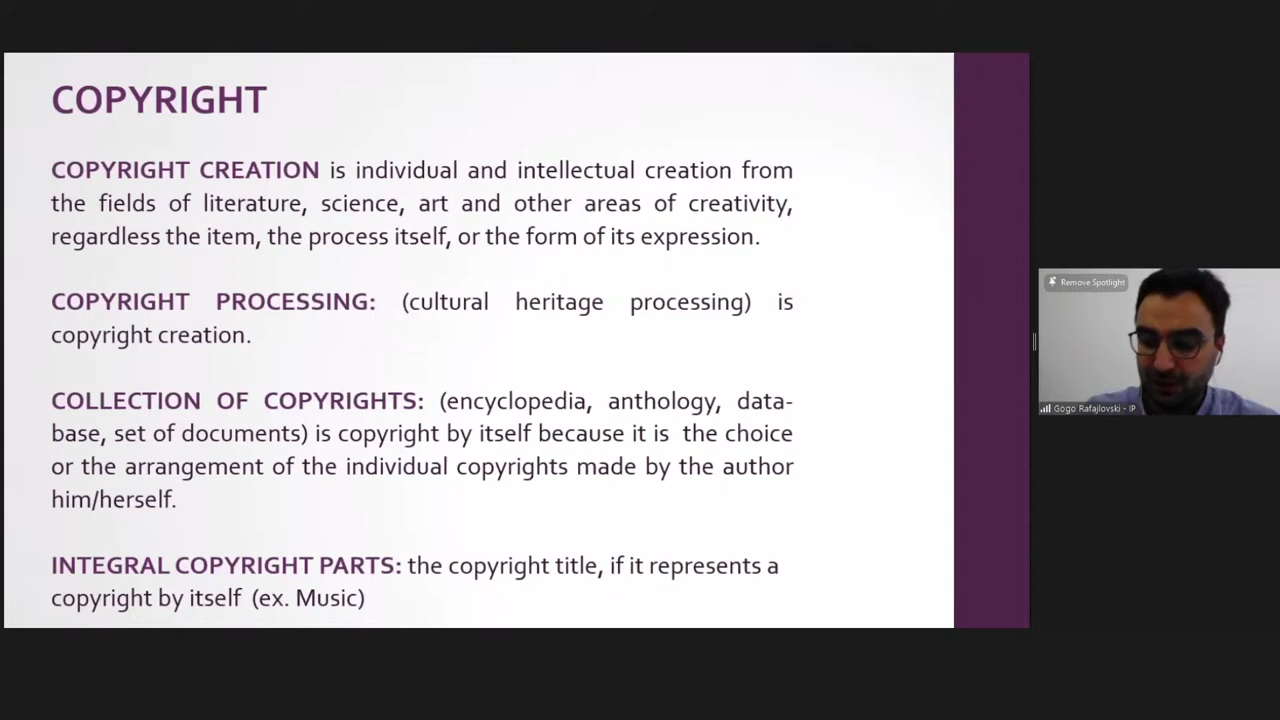 COPYRIGHT
COPYRIGHT CREATION is individual and intellectual creation from
the fields of literature, science, art and other areas of creativity,
regardless the item, the process itself, or the form of its expression.
COPYRIGHT PROCESSING: (cultural heritage processing) is
copyright creation.
COLLECTION OF COPYRIGHTS: (encyclopedia, anthology, data-
base, set of documents) is copyright by itself because it is the choice
or the arrangement of the individual copyrights made by the author
him/herself.
INTEGRAL COPYRIGHT PARTS: the copyright title, if it represents a
copyright by itself (ex. Music)
Remove Spotlight
Gogo Rafajlovski - IP